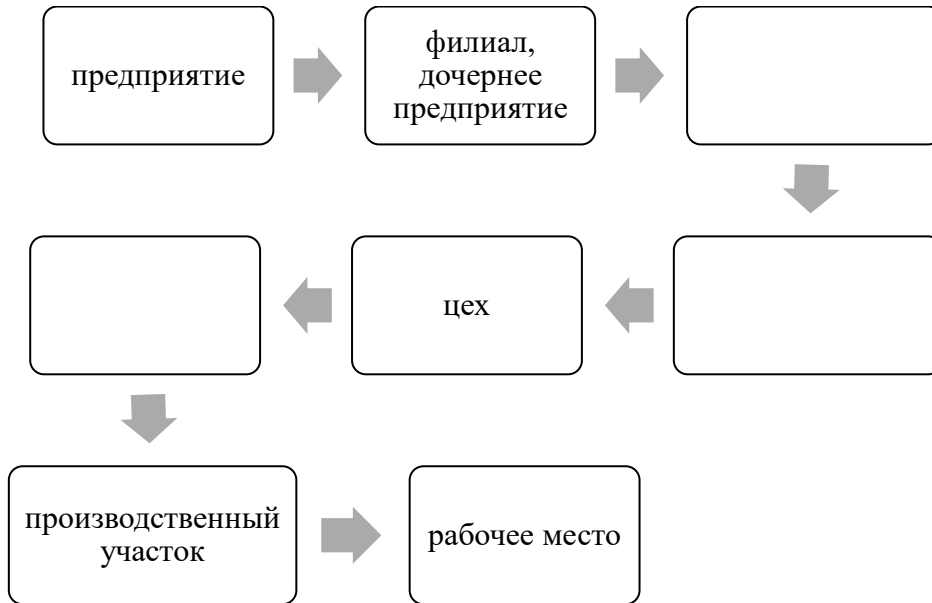 предприятие
филиал,
дочернее
предприятие
цех
производственный
участок
рабочее место